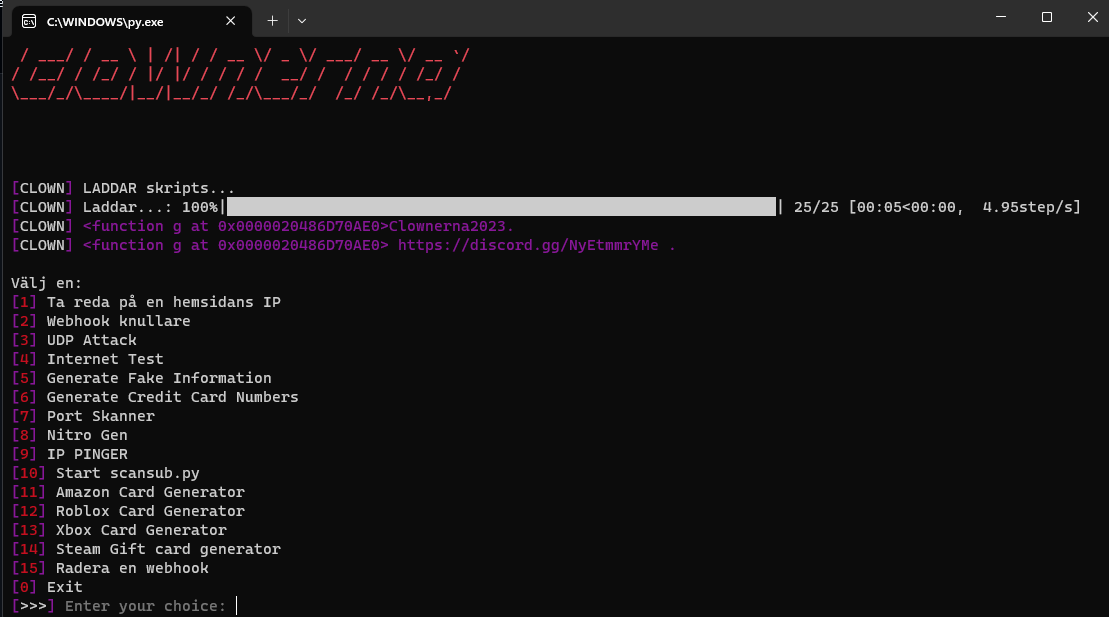 C:\WINDOWS\py.exe
 / ___/ / __ \ | /| / / __ \/ _ \/ ___/ __ \/ __ `/
/ /__/ / /_/ / |/ |/ / / / /  __/ /  / / / / /_/ /
\___/_/\____/|__/|__/_/ /_/\___/_/  /_/ /_/\__,_/
[CLOWN] LADDAR skripts...
[CLOWN] Laddar...: 100%|██████████| 25/25 [00:05<00:00,  4.95step/s]
[CLOWN] <function g at 0x0000020486D70AE0>Clownerna2023.
[CLOWN] <function g at 0x0000020486D70AE0> https://discord.gg/NyEtmmrYMe .
Välj en:
[1] Ta reda på en hemsidans IP
[2] Webhook knullare
[3] UDP Attack
[4] Internet Test
[5] Generate Fake Information
[6] Generate Credit Card Numbers
[7] Port Skanner
[8] Nitro Gen
[9] IP PINGER
[10] Start scansub.py
[11] Amazon Card Generator
[12] Roblox Card Generator
[13] Xbox Card Generator
[14] Steam Gift card generator
[15] Radera en webhook
[0] Exit
[>>>] Enter your choice: